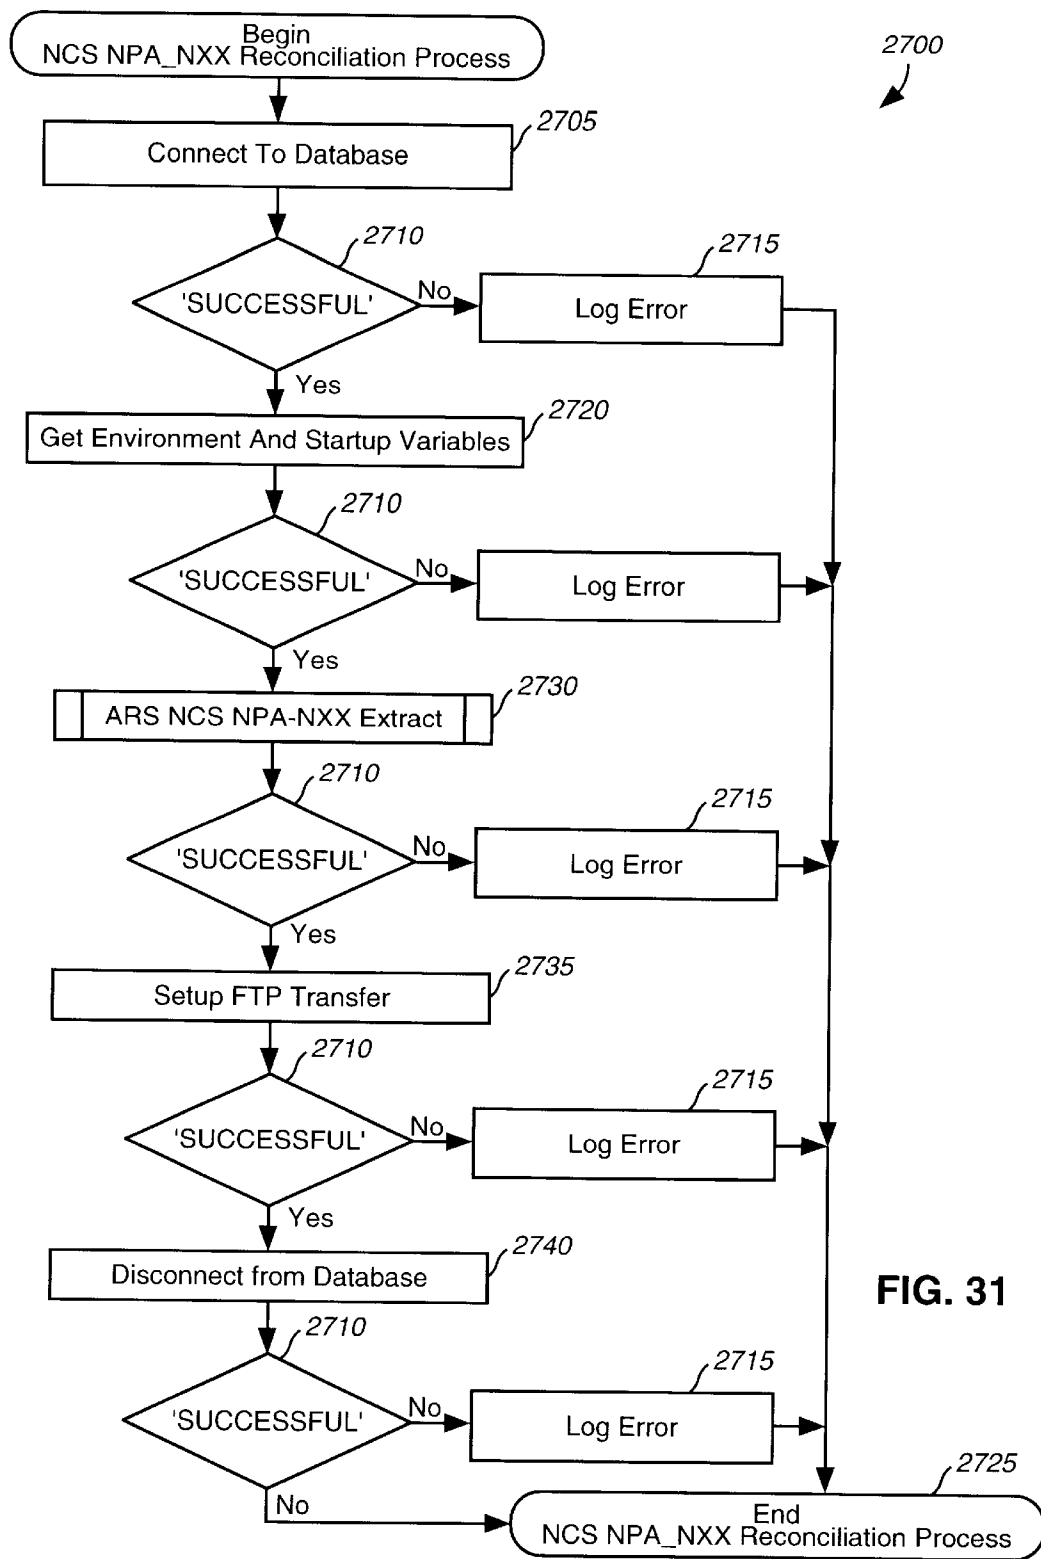 Begin
NCS NPA_NXX Reconciliation Process
2700
2705
Connect To Database
2710
2715
'SUCCESSFUL'
No
Log Error
Yes
2720
Get Environment And Startup Variables
2710
'SUCCESSFUL'
No
Log Error
Yes
2730
ARS NCS NPA-NXX Extract
2710
2715
'SUCCESSFUL'
No
Log Error
Yes
2735
Setup FTP Transfer
2710
2715
'SUCCESSFUL'
No
Log Error
Yes
2740
Disconnect from Database
FIG. 31
2710
2715
'SUCCESSFUL'
No
Log Error
No
2725
End
NCS NPA_NXX Reconciliation Process